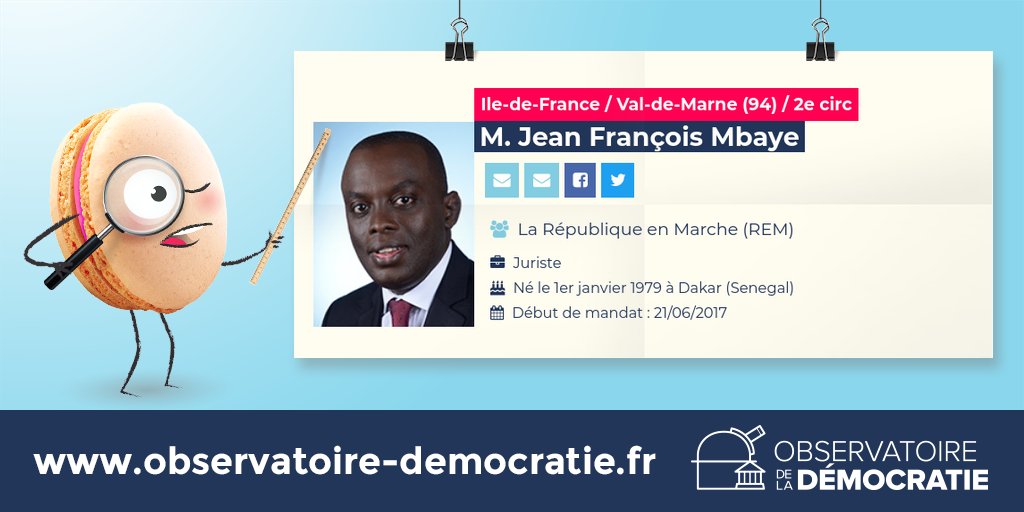 Ile-de-France / Val-de-Marne (94) / 2e circ
M. Jean François Mbaye
La République en Marche (REM)
Juriste
Né le 1er janvier 1979 à Dakar (Senegal)
Début de mandat : 21/06/2017
www.observatoire-democratie.fr
OBSERVATOIRE
DE LA DÉMOCRATIE